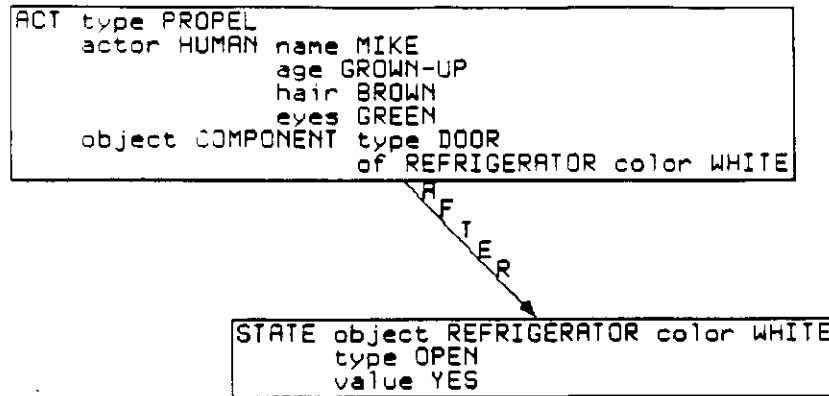 ACT type PROPEL
actor HUMAN name MIKE
age GROWN-UP
hair BROWN
eyes GREEN
object COMPONENT type DOOR
of REFRIGERATOR color WHITE
AFTER
STATE object REFRIGERATOR color WHITE
type OPEN
value YES